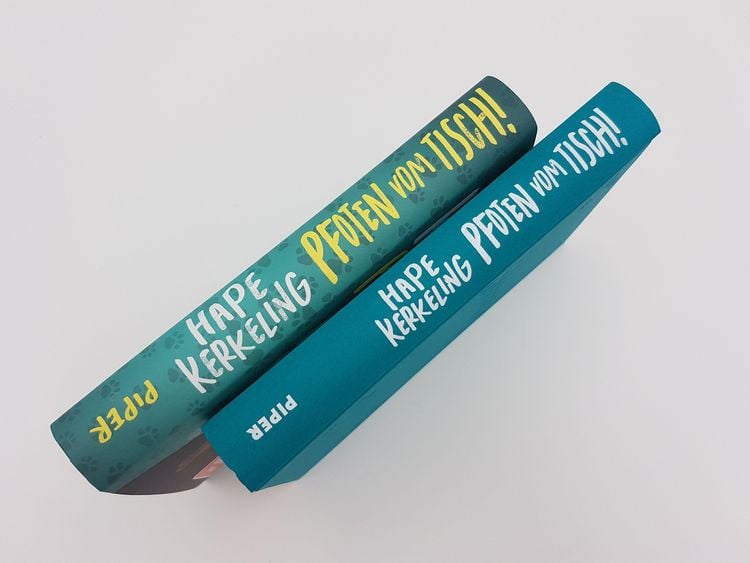 PIPER
HAPE
KERKELING
PFOTEN VOM TISCH!
PIPER
HAPE
KERKELING
PFOTEN VOM TISCH!